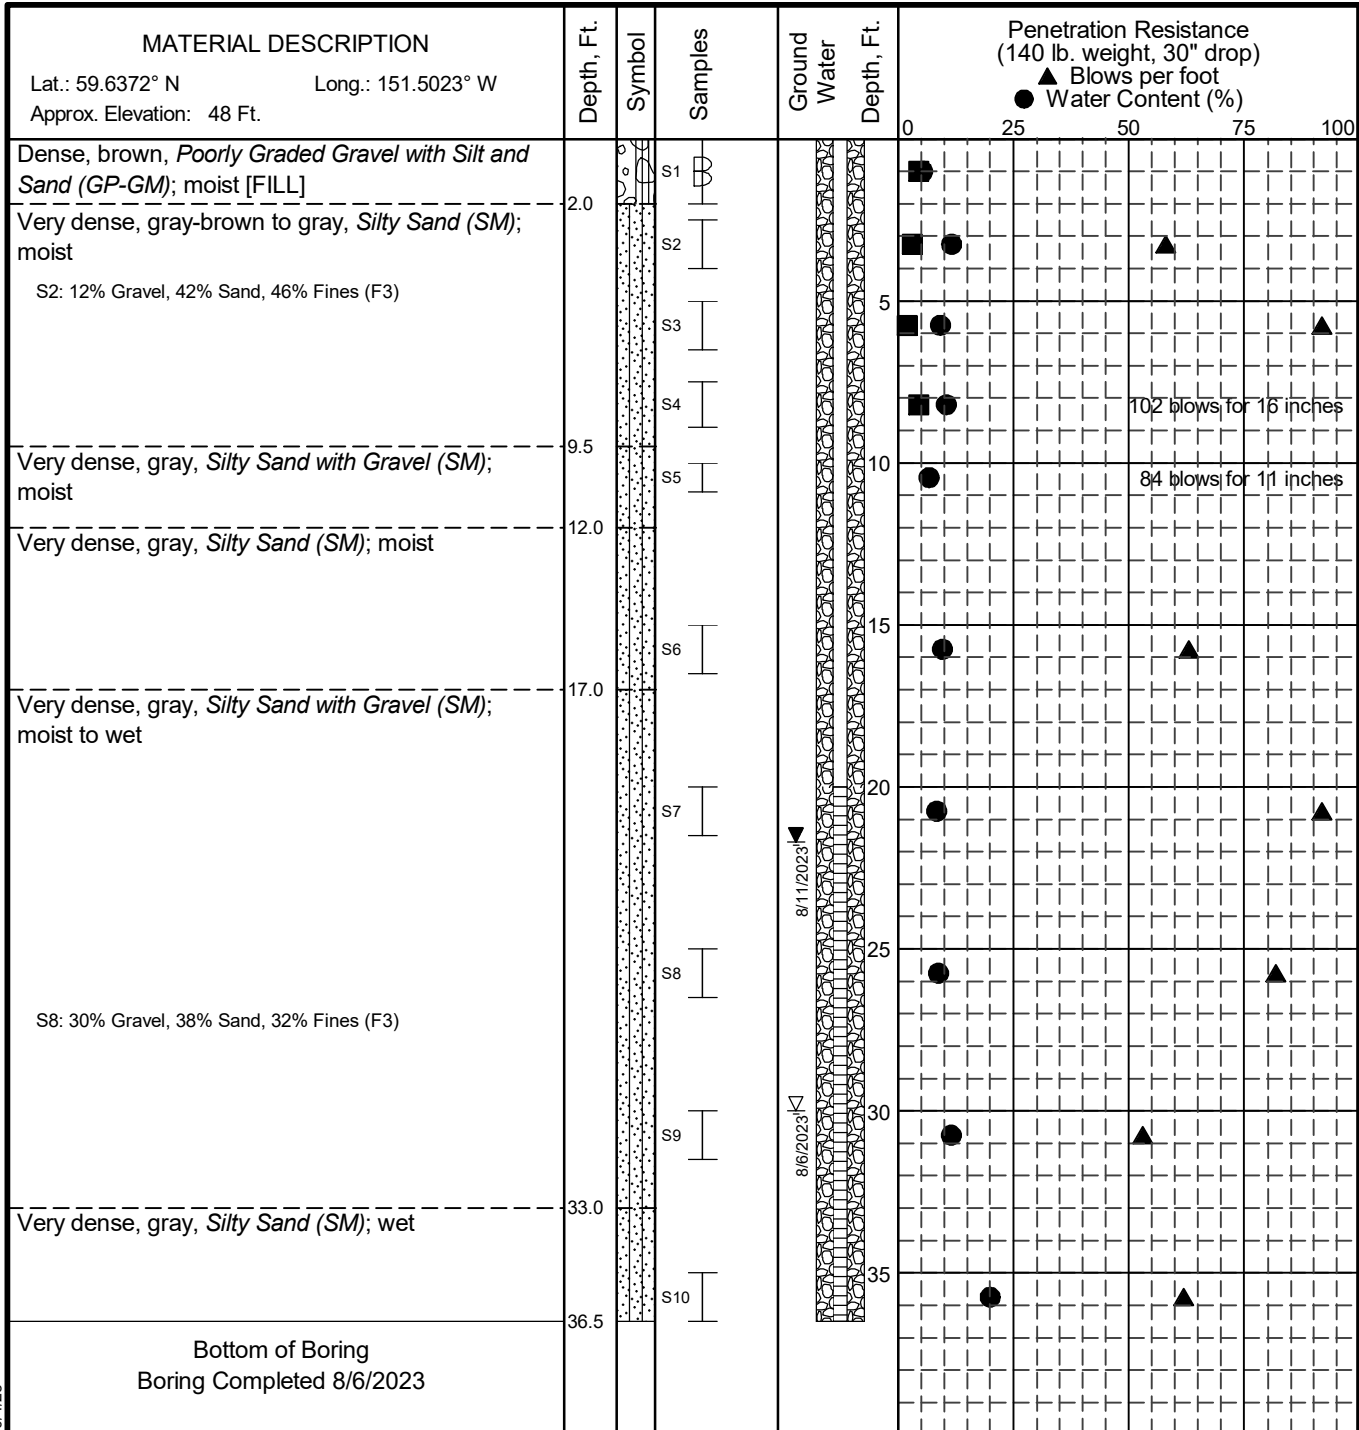 MATERIAL DESCRIPTION
Lat.: 59.6372° N Long.: 151.5023° W
Approx. Elevation: 48 Ft.
Depth, Ft.
Symbol
Samples
Ground
Water
Depth, Ft.
Penetration Resistance
(140 lb. weight, 30" drop)
▲ Blows per foot
● Water Content (%)
0 25 50 75 100
Dense, brown, Poorly Graded Gravel with Silt and
Sand (GP-GM); moist [FILL]
S1
2.0
Very dense, gray-brown to gray, Silty Sand (SM);
moist
S2
S2: 12% Gravel, 42% Sand, 46% Fines (F3)
5
S3
S4
102 blows for 16 inches
9.5
Very dense, gray, Silty Sand with Gravel (SM);
moist
10
S5
84 blows for 11 inches
12.0
Very dense, gray, Silty Sand (SM); moist
15
S6
17.0
Very dense, gray, Silty Sand with Gravel (SM);
moist to wet
20
S7
8/11/2023
25
S8
S8: 30% Gravel, 38% Sand, 32% Fines (F3)
30
8/6/2023
S9
33.0
Very dense, gray, Silty Sand (SM); wet
35
S10
36.5
Bottom of Boring
Boring Completed 8/6/2023